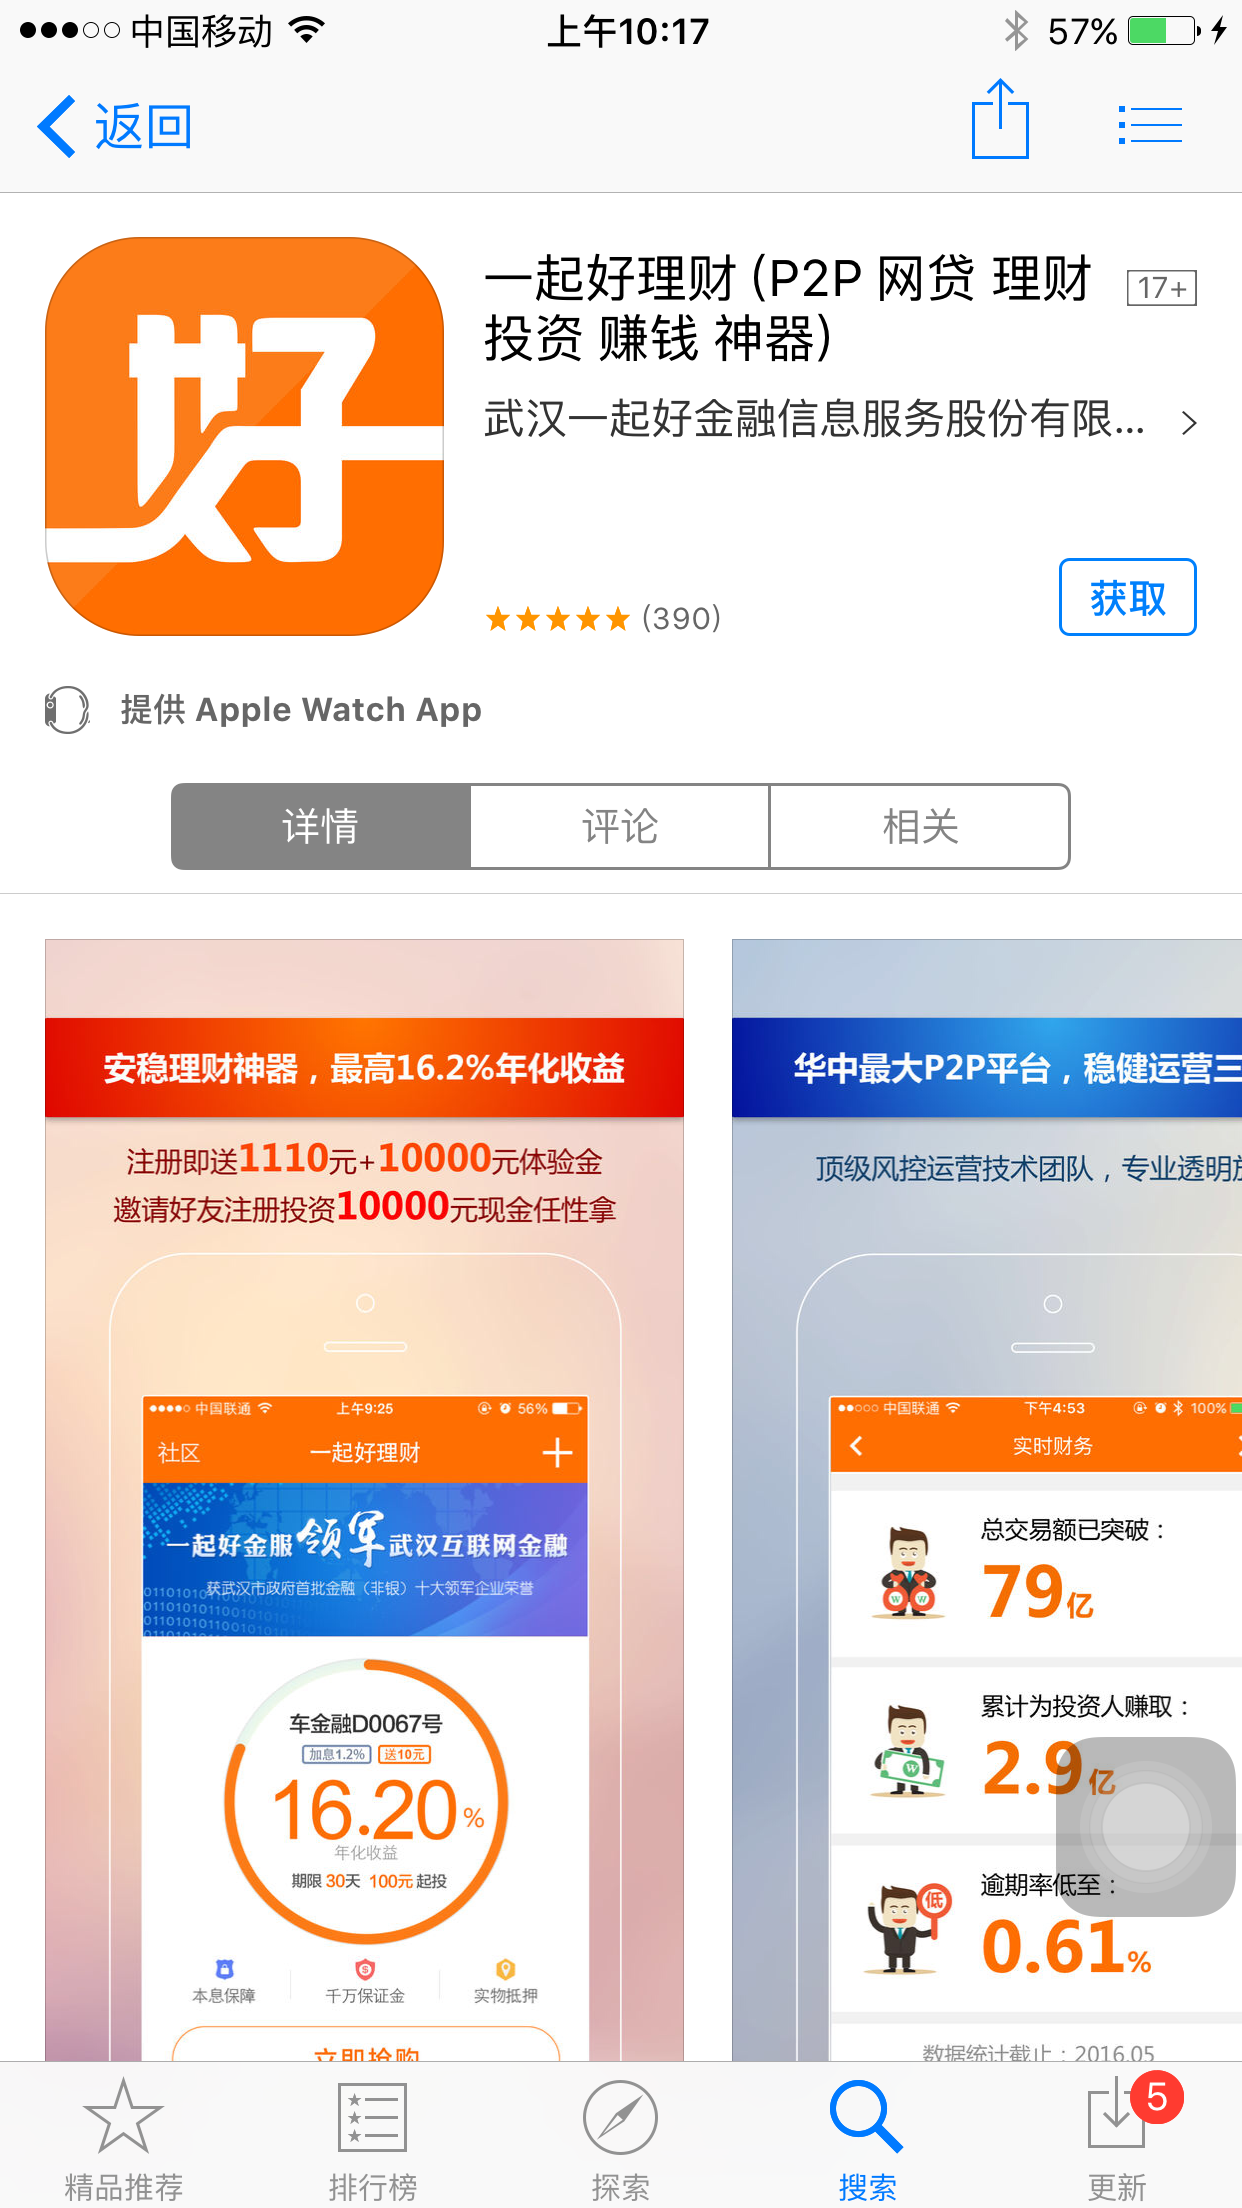 中国移动
上午10:17
57%
返回
一起好理财 (P2P 网贷 理财
投资 赚钱 神器)
17+
武汉一起好金融信息服务股份有限...
(390)
获取
提供 Apple Watch App
详情
评论
相关
安稳理财神器，最高16.2%年化收益
注册即送1110元+10000元体验金
邀请好友注册投资10000元现金任性拿
中国联通
上午9:25
56%
社区
一起好理财
一起好金服领军武汉互联网金融
获武汉市政府首批金融（非银）十大领军企业荣誉
车金融D0067号
加息1.2%
送10元
16.20%
年化收益
期限 30天 100元 起投
本息保障
千万保证金
实物抵押
立即抢购
华中最大P2P平台，稳健运营三
顶级风控运营技术团队，专业透明
中国联通
下午4:53
100%
实时财务
总交易额已突破：
79亿
累计为投资人赚取：
2.9亿
低
逾期率低至：
0.61%
数据统计截止：2016.05
精品推荐
排行榜
探索
搜索
更新
5